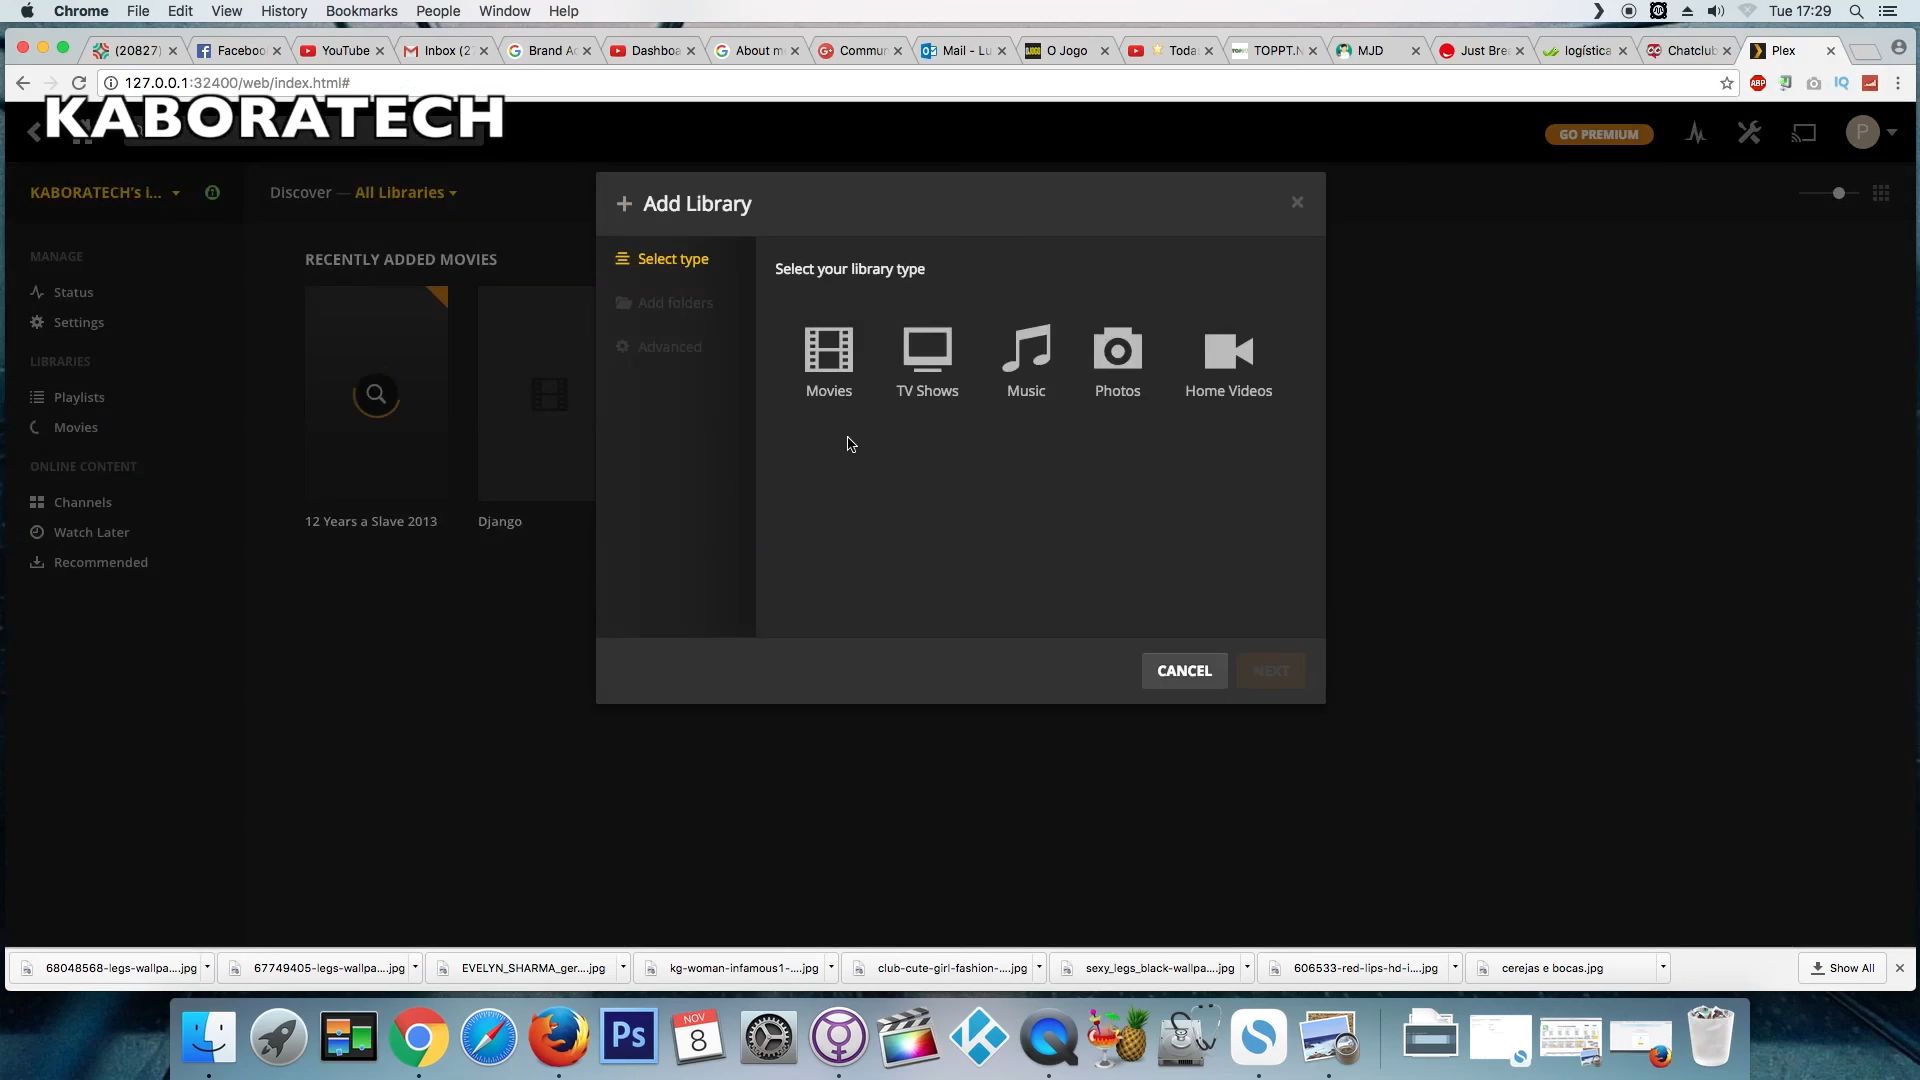 Chrome File Edit View History Bookmarks People Window Help Tue 17:29
(20827) Faceboo YouTube Inbox (2 Brand Ac Dashboa About m Commun Mail - Lu O Jogo Toda TOPPT.N MJD Just Bre logística Chatclub Plex
127.0.0.1:32400/web/index.html#
ABP IQ
KABORATECH
GO PREMIUM
P
KABORATECH's i...
Discover — All Libraries
MANAGE
Status
Settings
LIBRARIES
Playlists
Movies
ONLINE CONTENT
Channels
Watch Later
Recommended
RECENTLY ADDED MOVIES
12 Years a Slave 2013
Django
+ Add Library
Select type
Add folders
Advanced
Select your library type
Movies
TV Shows
Music
Photos
Home Videos
CANCEL
NEXT
68048568-legs-wallpa....jpg
67749405-legs-wallpa....jpg
EVELYN_SHARMA_ger....jpg
kg-woman-infamous1-....jpg
club-cute-girl-fashion-....jpg
sexy_legs_black-wallpa....jpg
606533-red-lips-hd-i....jpg
cerejas e bocas.jpg
Show All
Ps
NOV
8